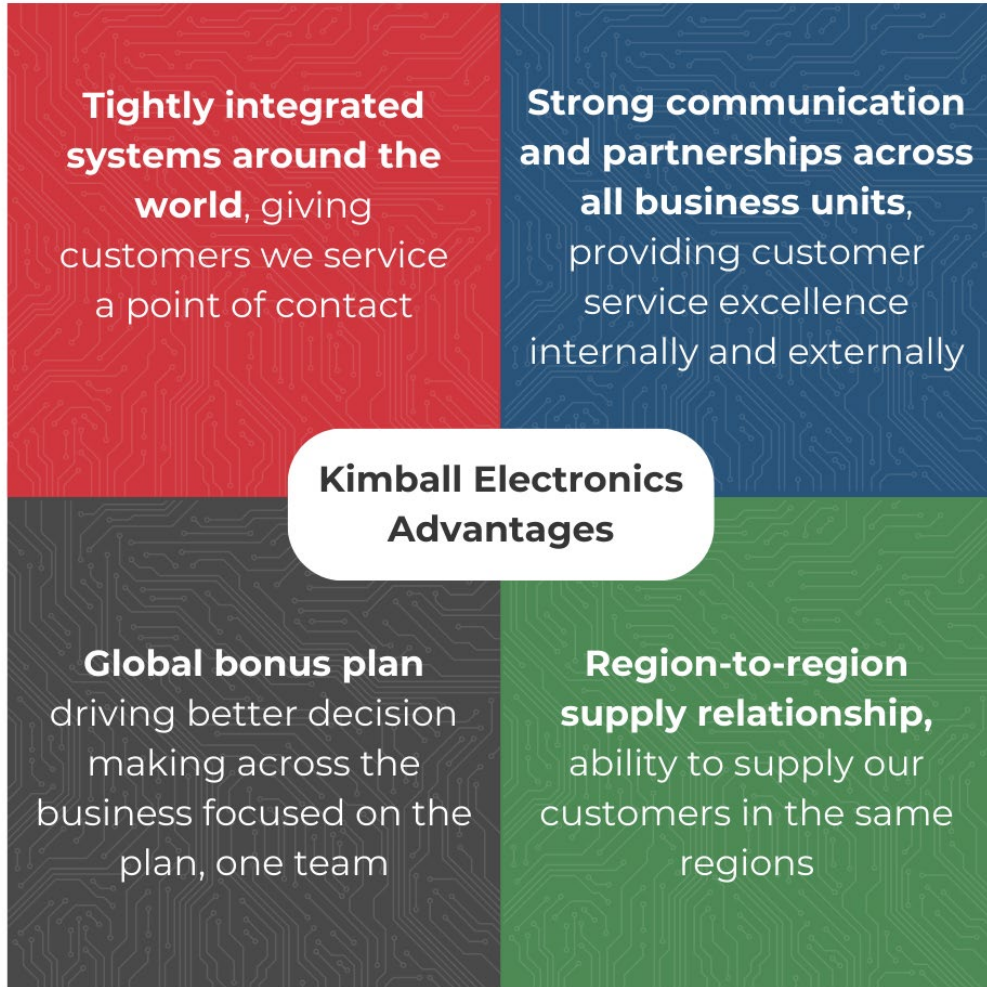 Tightly integrated
systems around the
world, giving
customers we service
a point of contact
Strong communication
and partnerships across
all business units,
providing customer
service excellence
internally and externally
Kimball Electronics
Advantages
Global bonus plan
driving better decision
making across the
business focused on the
plan, one team
Region-to-region
supply relationship,
ability to supply our
customers in the same
regions